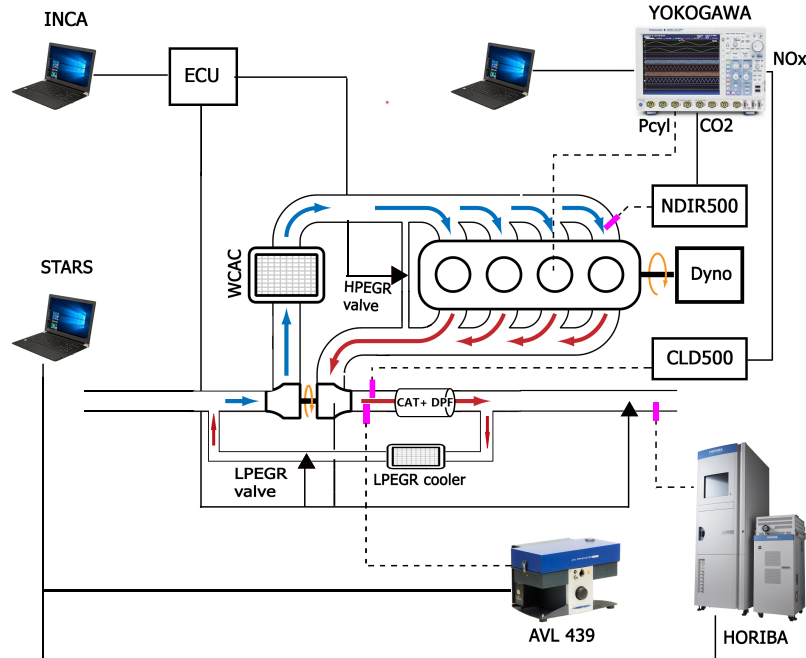 INCA
YOKOGAWA
ECU
NOx
Pcyl
CO2
NDIR500
WCAC
STARS
HPEGR
valve
Dyno
CLD500
CAT+ DPF
LPEGR
valve
LPEGR cooler
AVL 439
HORIBA